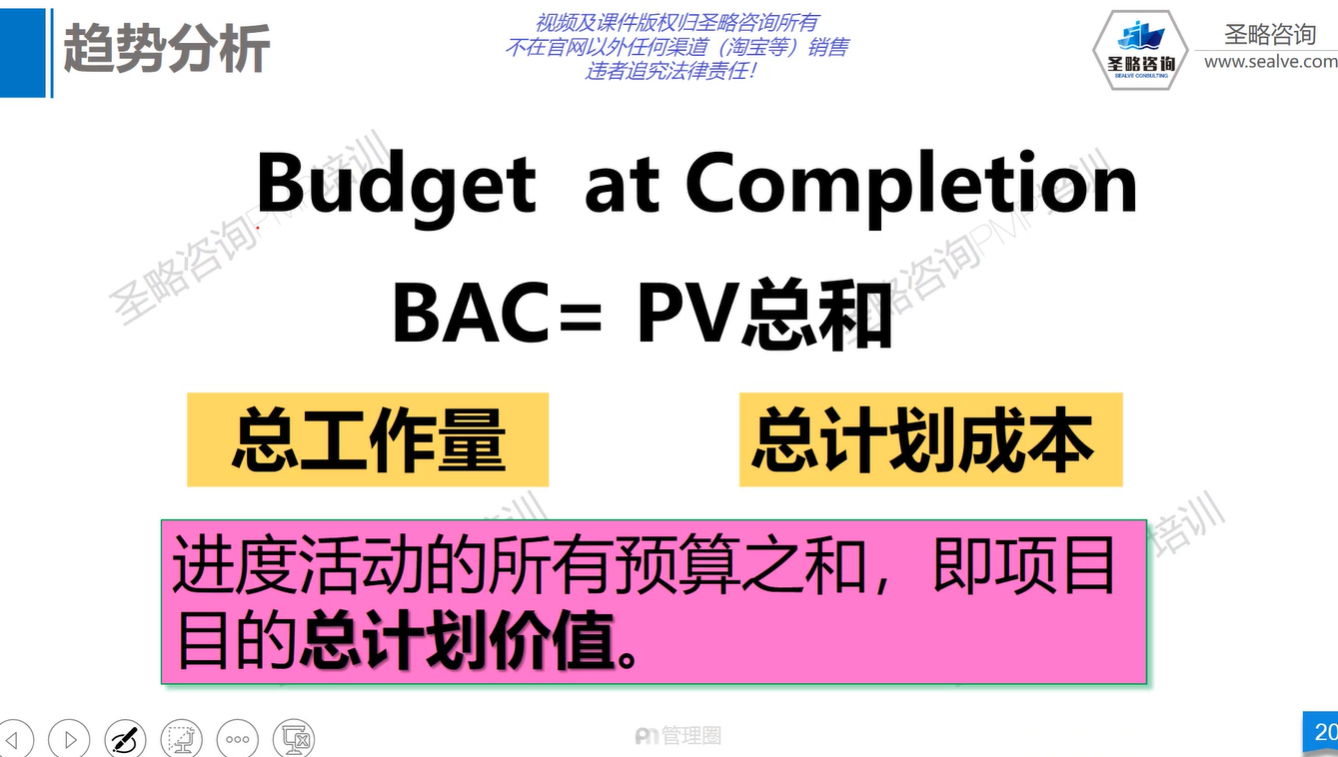 趋势分析
视频及课件版权归圣略咨询所有
不在官网以外任何渠道（淘宝等）销售
违者追究法律责任！
圣略咨询
SEALVE CONSULTING
圣略咨询
www.sealve.com
Budget at Completion
BAC= PV总和
总工作量
总计划成本
进度活动的所有预算之和，即项目
目的总计划价值。
圣略咨询PMP培训
圣略咨询PMP培训
培训
培训
管理圈
20